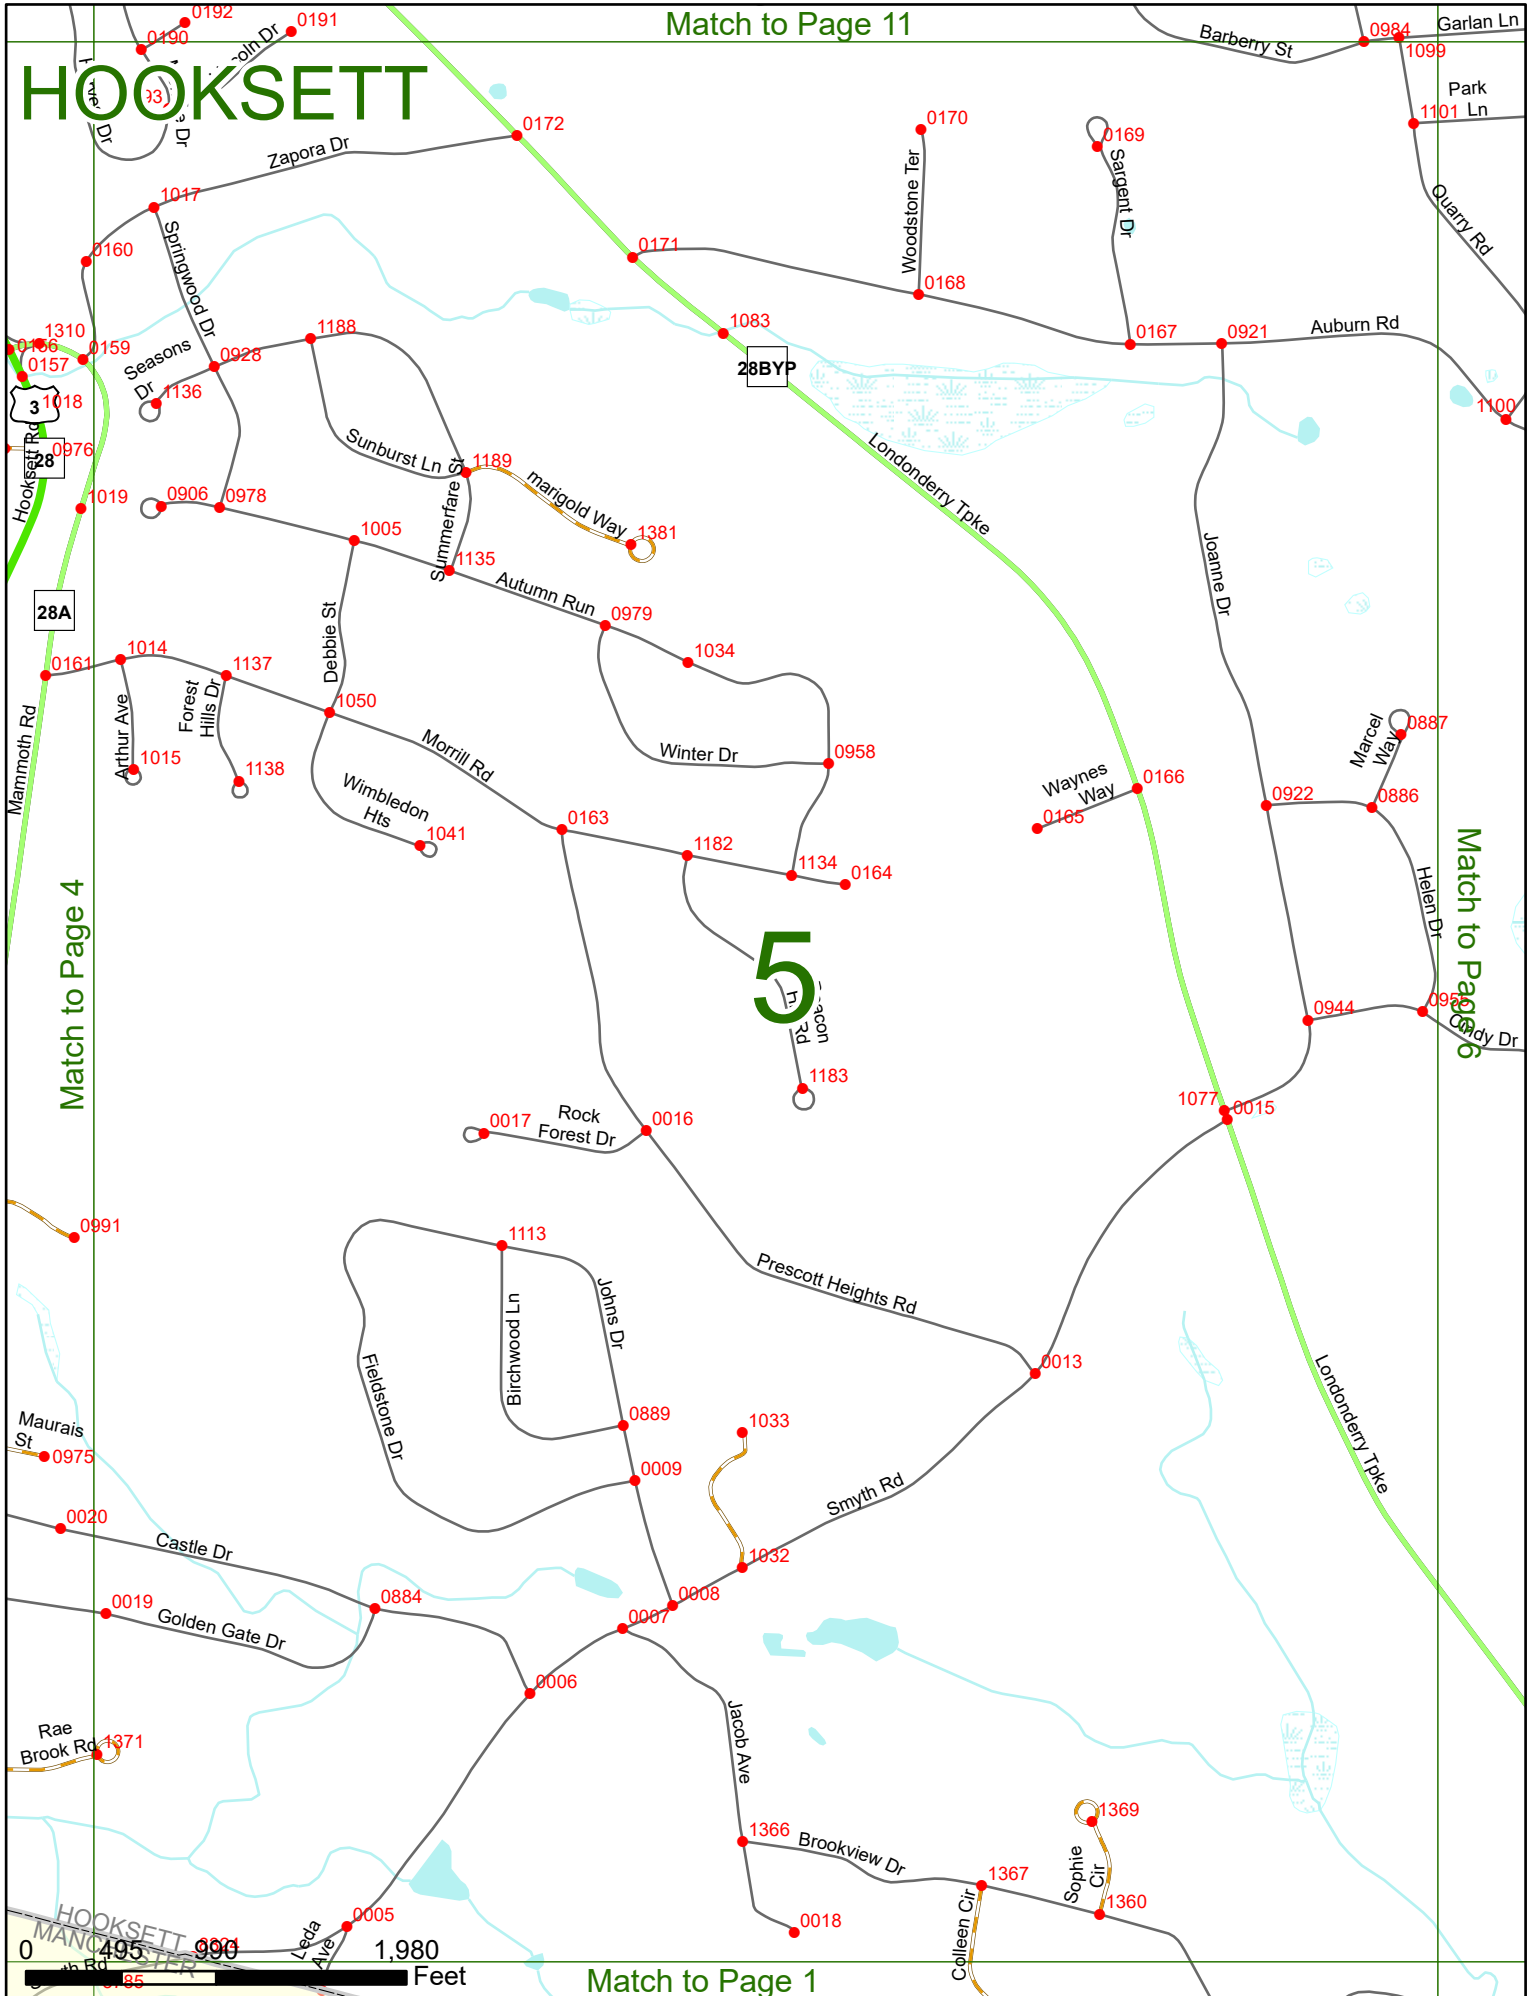 Match to Page 11
HOOKSETT
0192
0191
0190
Barberry St
0984
Garlan Ln
1099
Park
Ln
1101
Quarry Rd
0172
Zapora Dr
0170
0169
Woodstone Ter
Sargent Dr
1017
Springwood Dr
0160
0171
0168
1083
28BYP
0167
0921
Auburn Rd
1100
1310
0159
0157
3
1018
0976
28
Hooksett Rd
Seasons
Dr
0928
1136
1188
Sunburst Ln
1189
Summerfare St
marigold Way
1381
Londonderry Tpke
1019
0906
0978
1005
1135
Autumn Run
0979
1034
Joanne Dr
28A
Debbie St
0161
1014
1137
Arthur Ave
Forest
Hills Dr
1015
1138
1050
Morrill Rd
Winter Dr
0958
Mammoth Rd
Wimbledon
Hts
1041
0163
1182
1134
0164
Waynes
Way
0165
0166
0922
Marcel
Way
0887
0886
Helen Dr
Match to Page 4
Match to Page 6
5
Rd
1183
0944
0955
Cindy Dr
1077
0015
0017
Rock
Forest Dr
0016
0991
1113
Johns Dr
Birchwood Ln
Fieldstone Dr
Prescott Heights Rd
0013
Londonderry Tpke
0889
0009
1033
Smyth Rd
1032
Maurais
St
0975
0020
Castle Dr
0019
Golden Gate Dr
0884
0008
0007
0006
Rae
Brook Rd
1371
Jacob Ave
1366
Brookview Dr
1367
Colleen Cir
Sophie
Cir
1369
1360
0018
0005
Leda
Ave
HOOKSETT
MANCHESTER
0 495 990 1,980
Feet
Match to Page 1